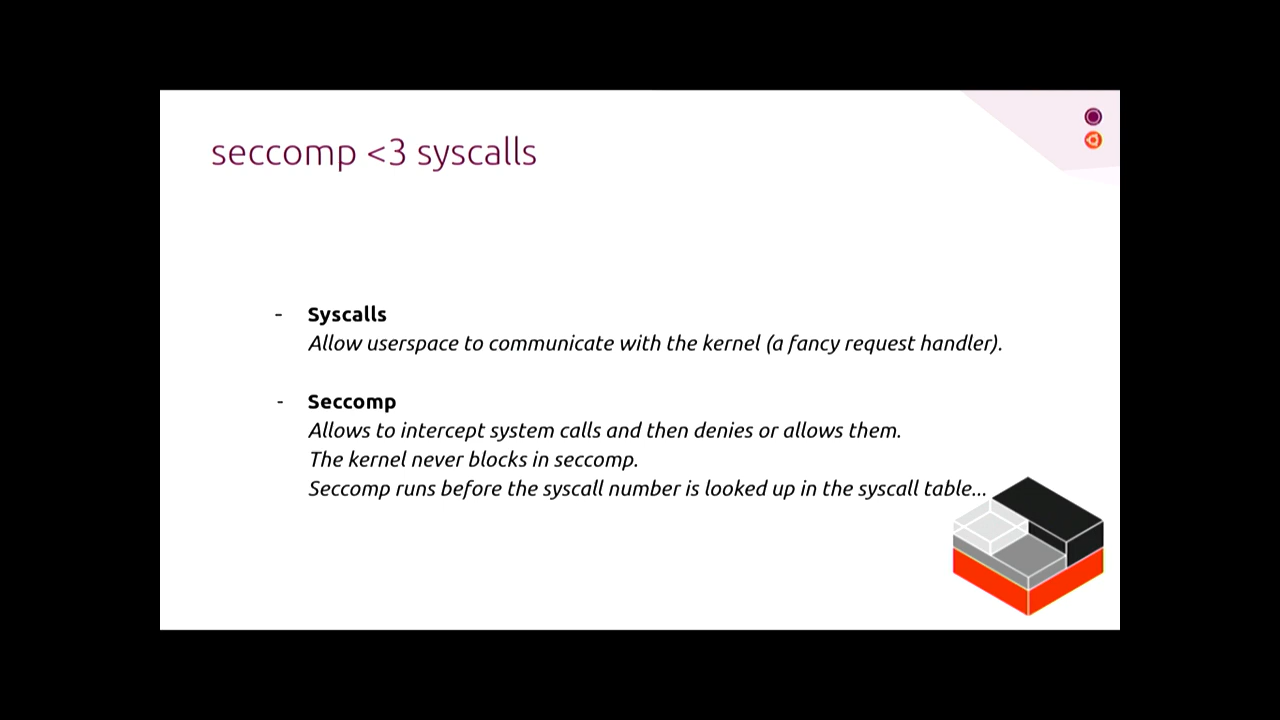 seccomp <3 syscalls
- Syscalls
Allow userspace to communicate with the kernel (a fancy request handler).
- Seccomp
Allows to intercept system calls and then denies or allows them.
The kernel never blocks in seccomp.
Seccomp runs before the syscall number is looked up in the syscall table...